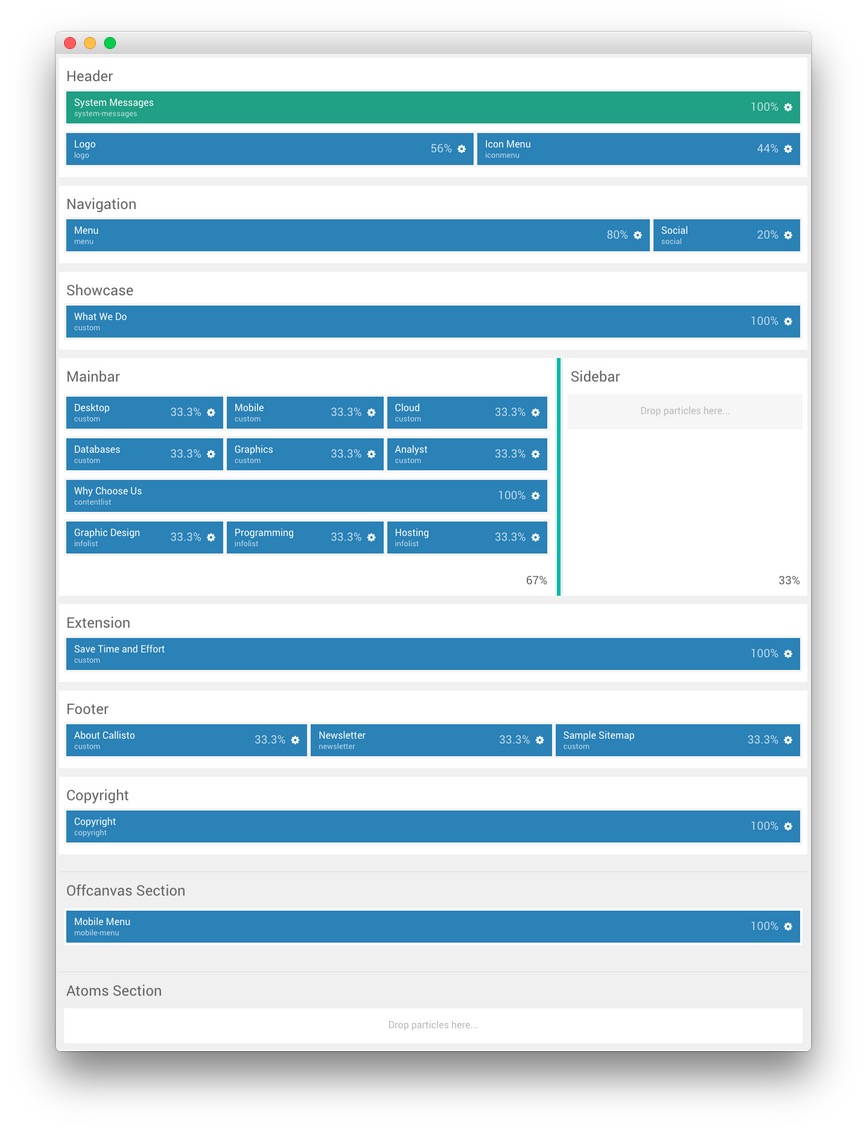 Header
System Messages 100%
system-messages
Logo 56% Icon Menu 44%
logo iconmenu
Navigation
Menu 80% Social 20%
menu social
Showcase
What We Do 100%
custom
Mainbar Sidebar
Desktop 33.3% Mobile 33.3% Cloud 33.3% Drop particles here...
custom custom custom
Databases 33.3% Graphics 33.3% Analyst 33.3%
custom custom custom
Why Choose Us 100%
contentlist
Graphic Design 33.3% Programming 33.3% Hosting 33.3%
infolist infolist infolist
67% 33%
Extension
Save Time and Effort 100%
custom
Footer
About Callisto 33.3% Newsletter 33.3% Sample Sitemap 33.3%
custom newsletter custom
Copyright
Copyright 100%
copyright
Offcanvas Section
Mobile Menu 100%
mobile-menu
Atoms Section
Drop particles here...